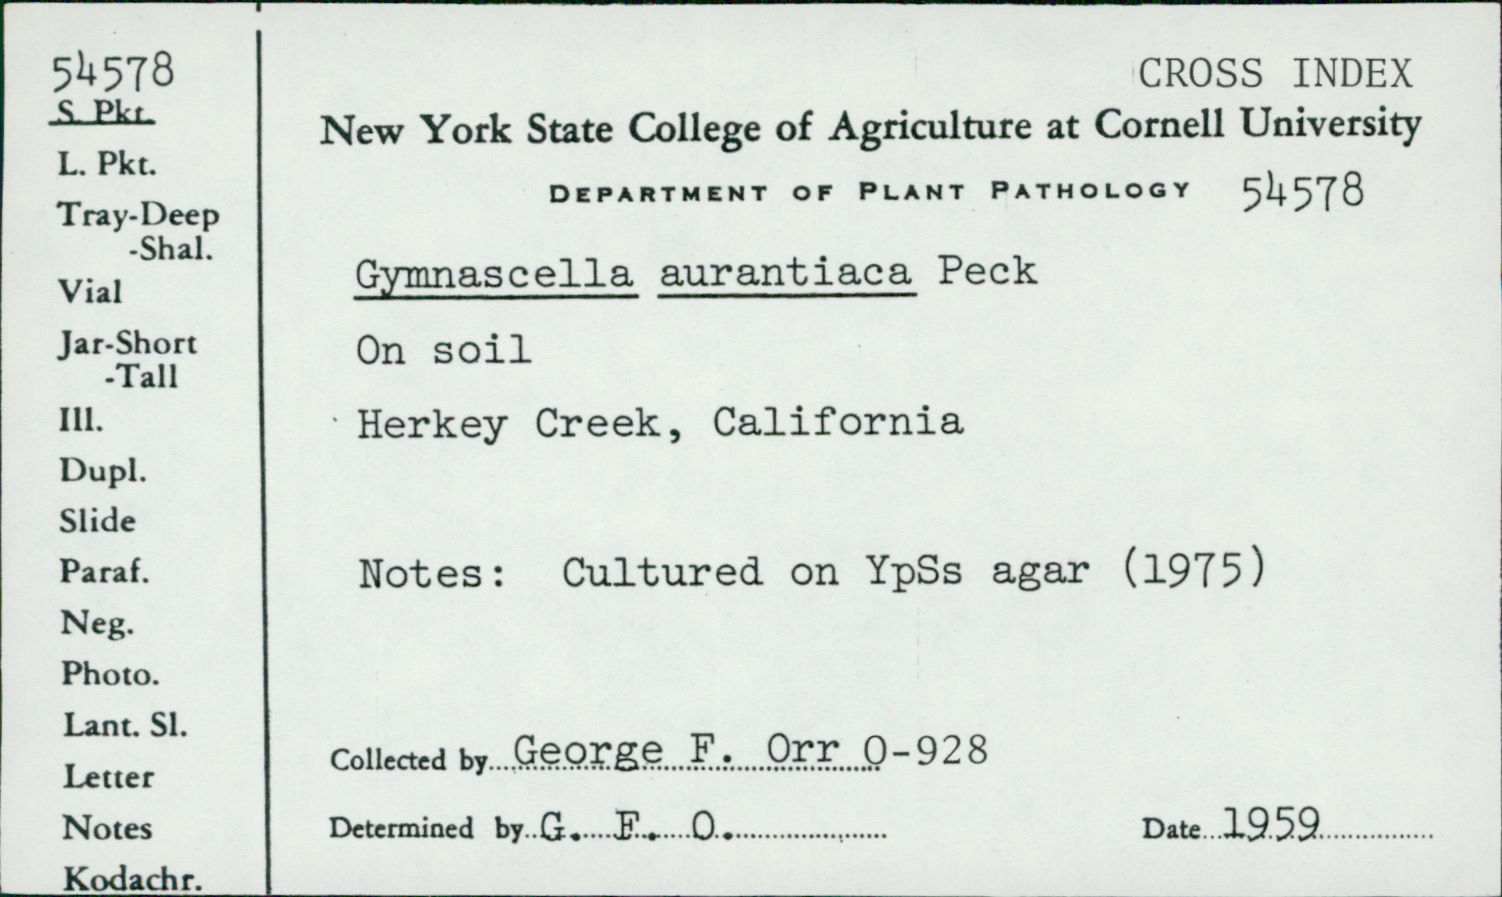 54578
S. Pkt.
L. Pkt.
Tray-Deep
-Shal.
Vial
Jar-Short
-Tall
Ill.
Dupl.
Slide
Paraf.
Neg.
Photo.
Lant. Sl.
Letter
Notes
Kodachr.
CROSS INDEX
New York State College of Agriculture at Cornell University
DEPARTMENT OF PLANT PATHOLOGY 54578
Gymnascella aurantiaca Peck
On soil
Herkey Creek, California
Notes: Cultured on YpSs agar (1975)
Collected by George F. Orr O-928
Determined by G. F. O. Date 1959